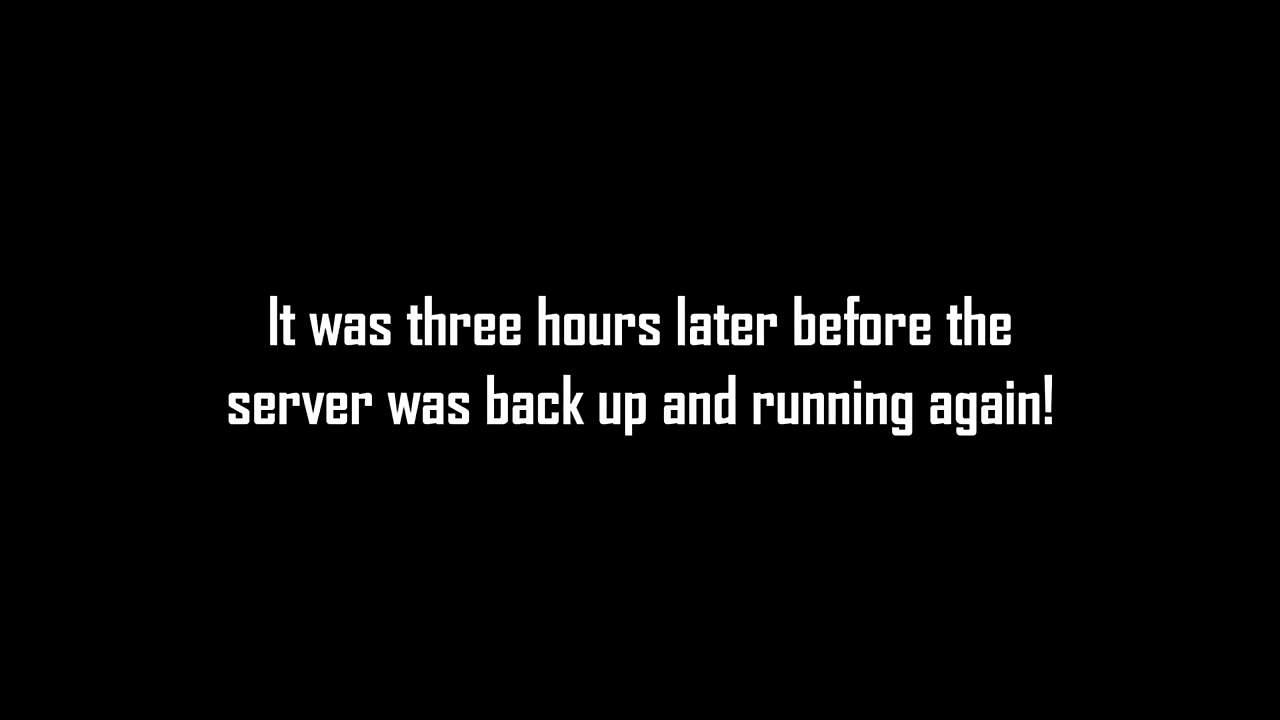 It was three hours later before the
server was back up and running again!